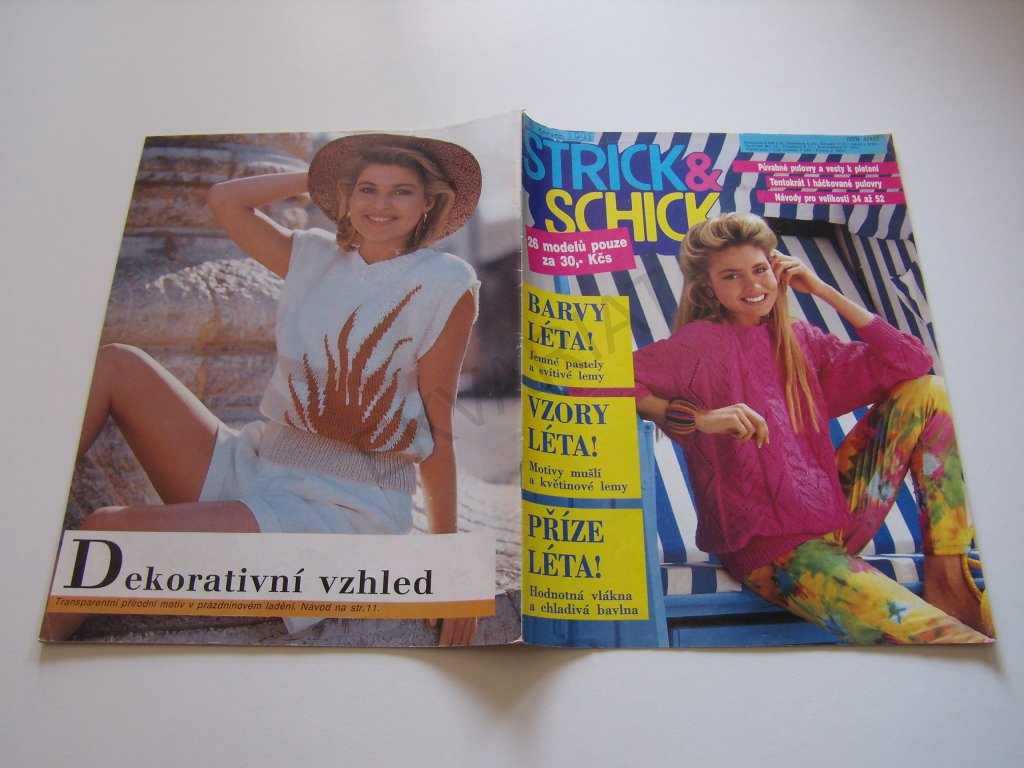 Dekorativní vzhled
Transparentní přírodní motiv v prázdninovém ladění. Návod na str.11.
1991
STRICK &
SCHICK
26 modelů pouze
za 30,- Kčs
Půvabné pulovry a vesty k pletení
Tentokrát i háčkované pulovry
Návody pro velikosti 34 až 52
BARVY
LÉTA!
Jemné pastely
a svítivé lemy
VZORY
LÉTA!
Motivy mušlí
a květinové lemy
PŘÍZE
LÉTA!
Hodnotná vlákna
a chladivá bavlna